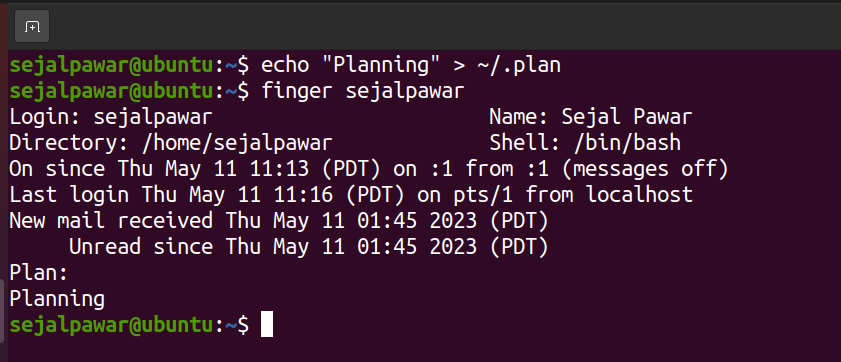 sejalpawar@ubuntu:~$ echo "Planning" > ~/.plan
sejalpawar@ubuntu:~$ finger sejalpawar
Login: sejalpawar                       Name: Sejal Pawar
Directory: /home/sejalpawar             Shell: /bin/bash
On since Thu May 11 11:13 (PDT) on :1 from :1 (messages off)
Last login Thu May 11 11:16 (PDT) on pts/1 from localhost
New mail received Thu May 11 01:45 2023 (PDT)
     Unread since Thu May 11 01:45 2023 (PDT)
Plan:
Planning
sejalpawar@ubuntu:~$